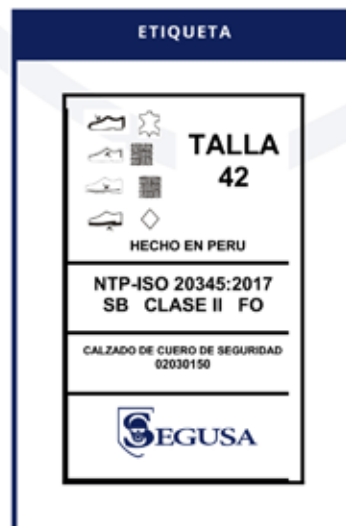 ETIQUETA
TALLA
42
HECHO EN PERU
NTP-ISO 20345:2017
SB CLASE II FO
CALZADO DE CUERO DE SEGURIDAD
02030150
SEGUSA